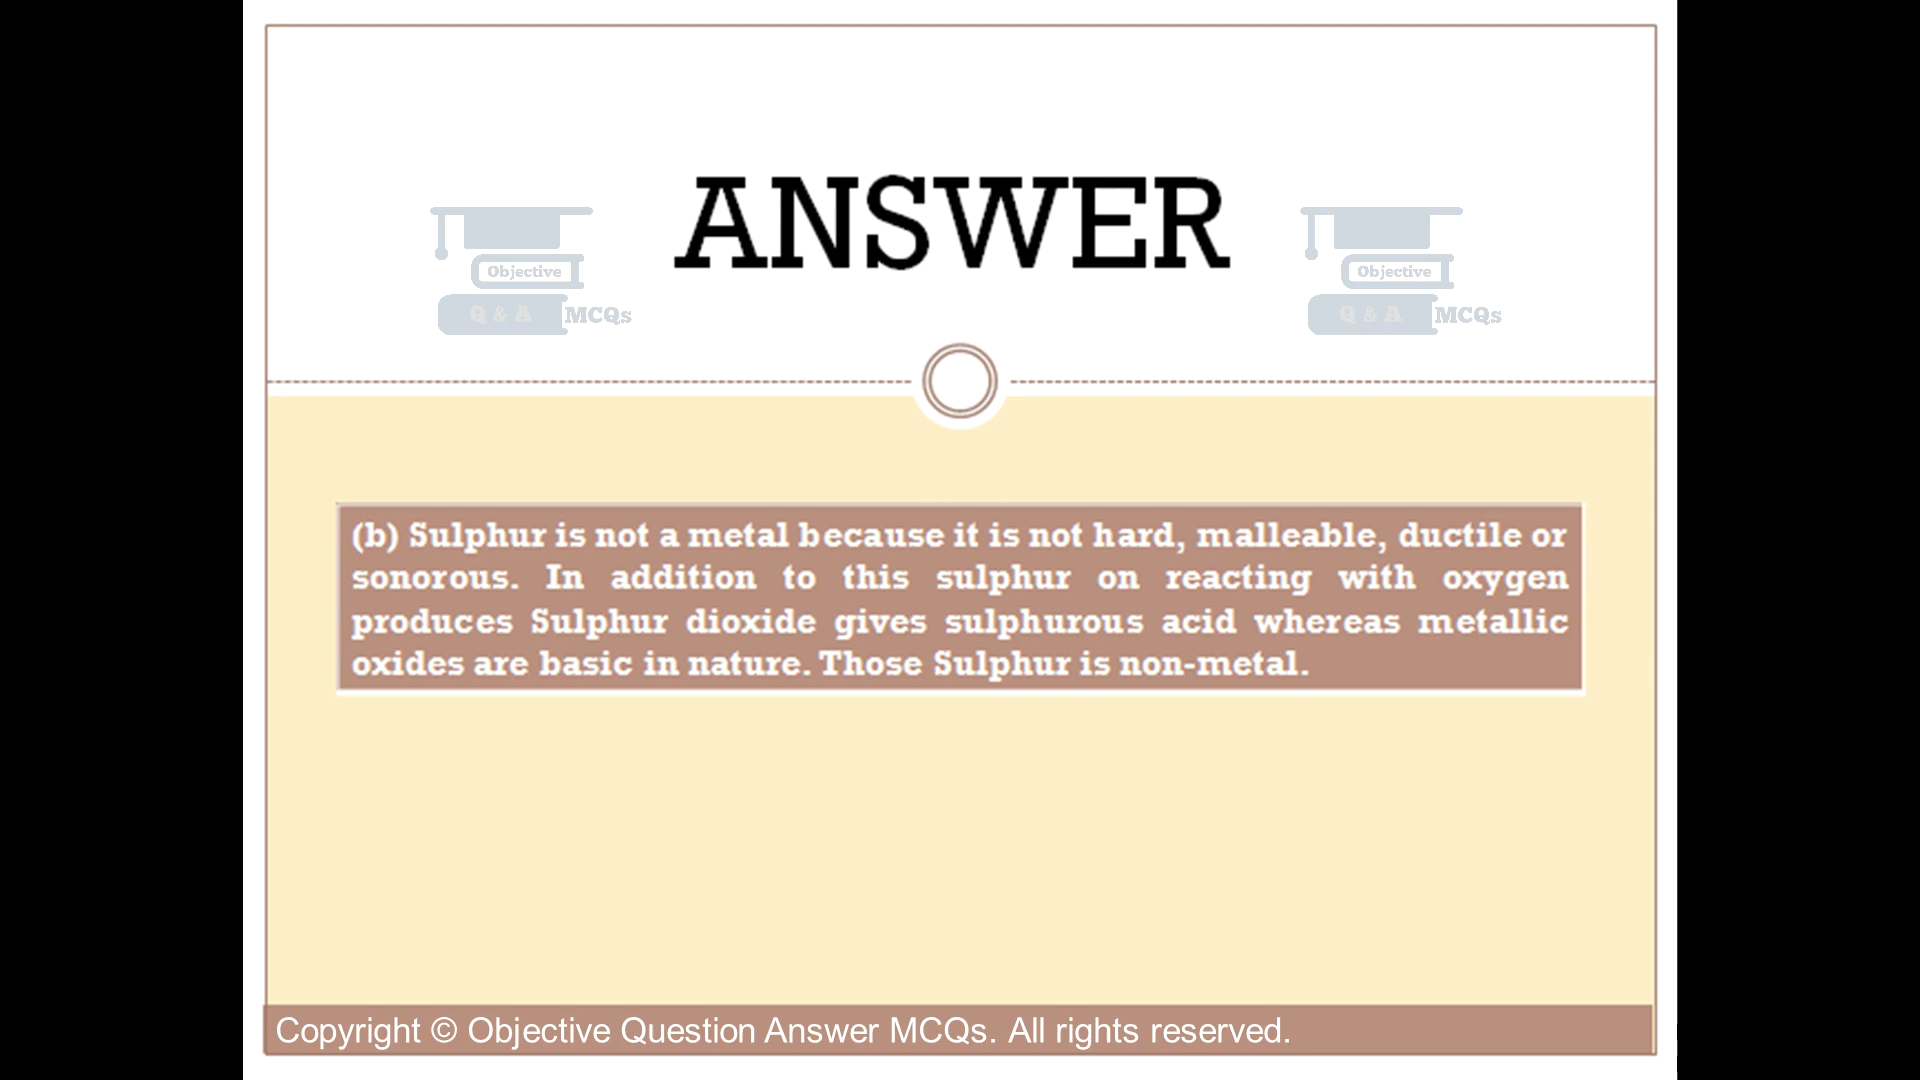 ANSWER
Objective
Q & A MCQs
Objective
Q & A MCQs
(b) Sulphur is not a metal because it is not hard, malleable, ductile or
sonorous. In addition to this sulphur on reacting with oxygen
produces Sulphur dioxide gives sulphurous acid whereas metallic
oxides are basic in nature. Those Sulphur is non-metal.
Copyright © Objective Question Answer MCQs. All rights reserved.